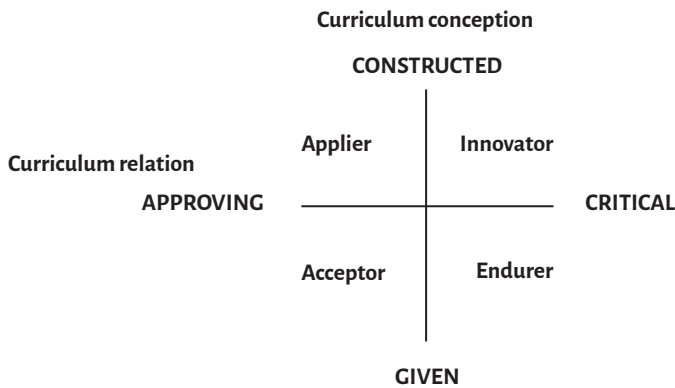 Curriculum conception
CONSTRUCTED
Applier Innovator
Curriculum relation
APPROVING CRITICAL
Acceptor Endurer
GIVEN